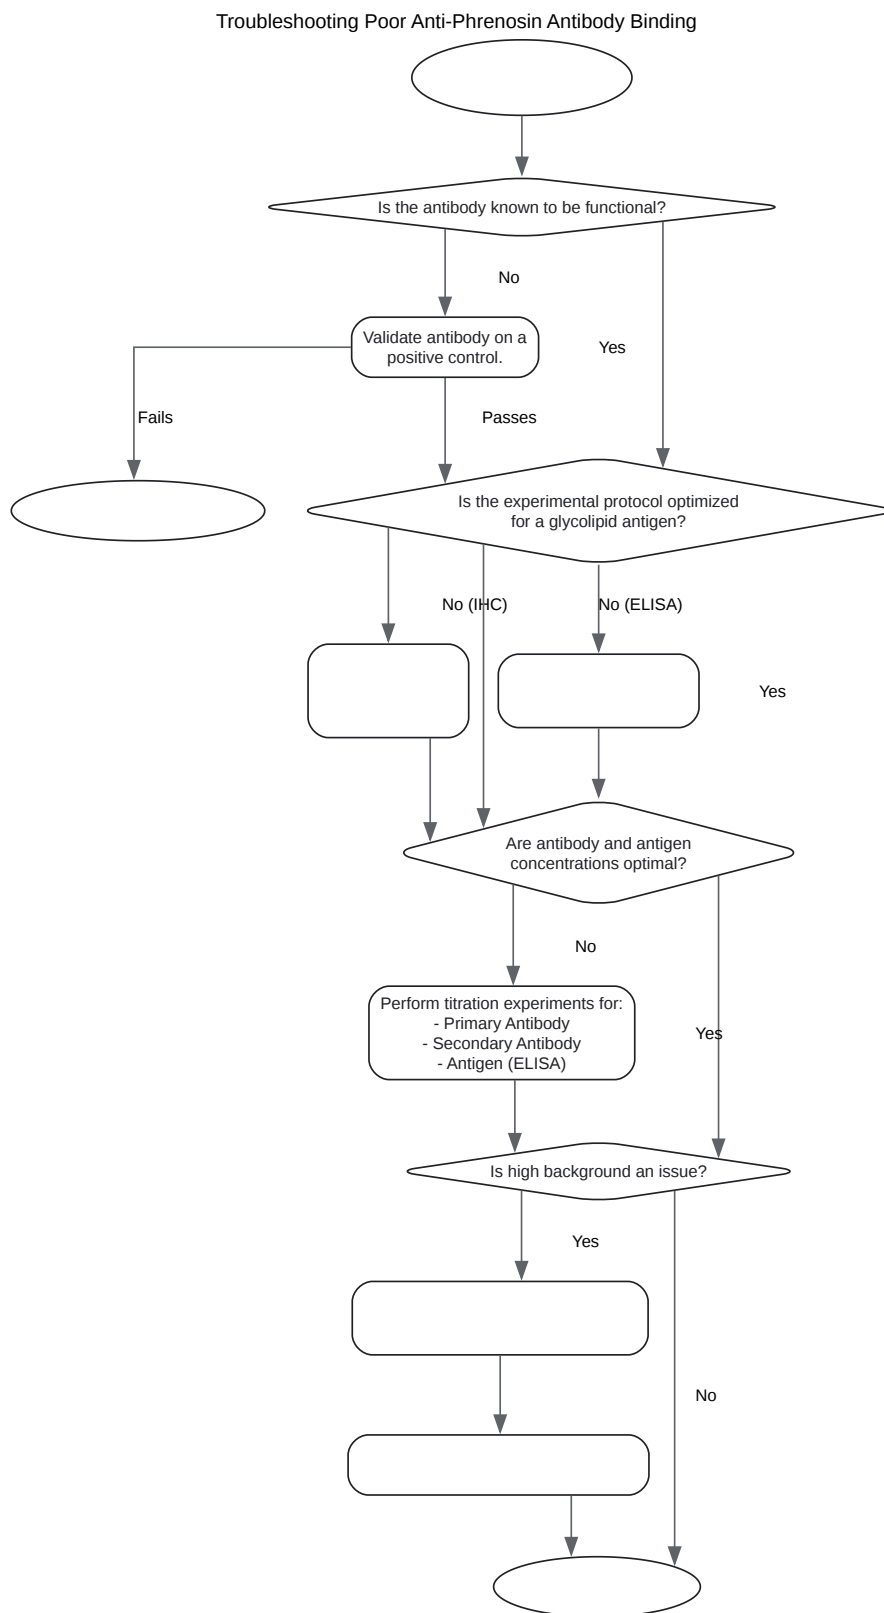 Troubleshooting Poor Anti-Phrenosin Antibody Binding
Is the antibody known to be functional?
No
Validate antibody on a
positive control.
Yes
Fails
Passes
Is the experimental protocol optimized
for a glycolipid antigen?
No (IHC)
No (ELISA)
Yes
Are antibody and antigen
concentrations optimal?
No
Perform titration experiments for:
- Primary Antibody
- Secondary Antibody
- Antigen (ELISA)
Yes
Is high background an issue?
Yes
No